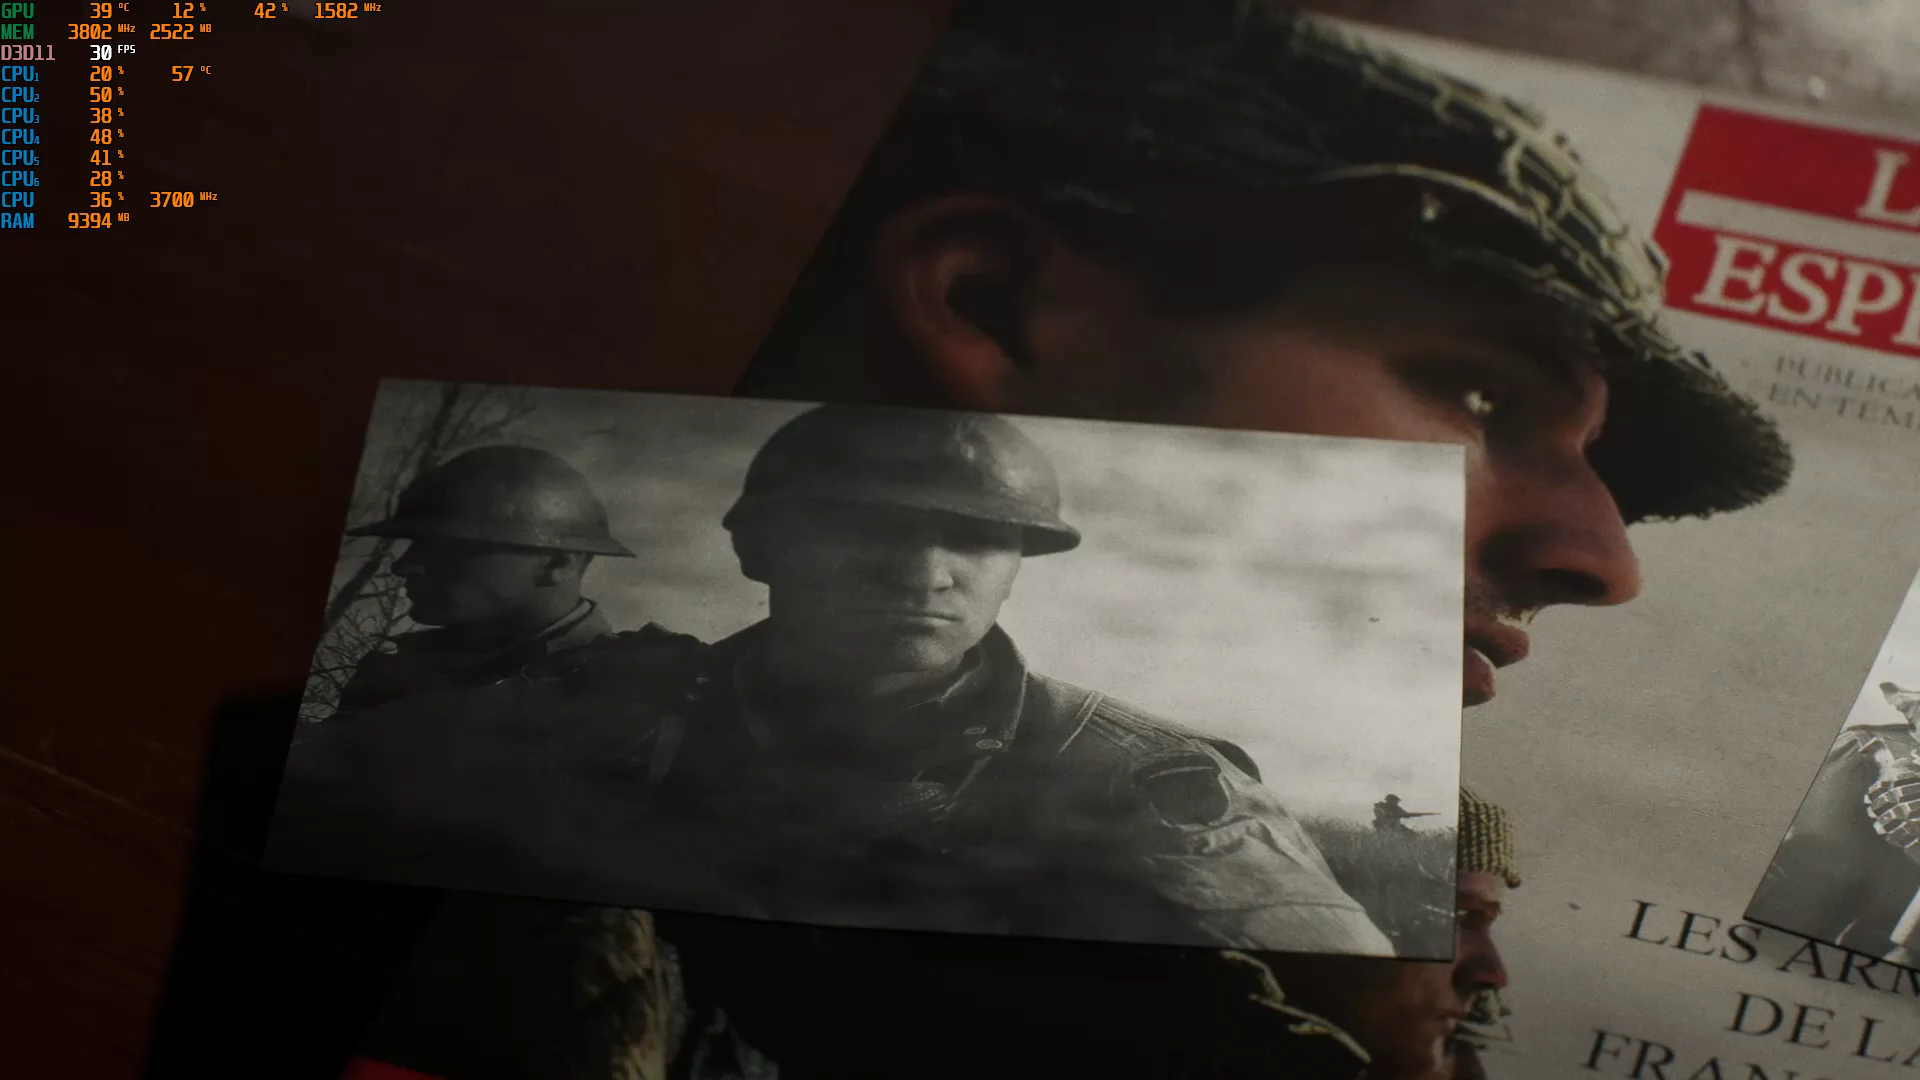 GPU 39 °C 12 % 42 % 1582 MHz
MEM 3802 MHz 2522 MB
D3D11 30 FPS
CPU1 20 % 57 °C
CPU2 50 %
CPU3 38 %
CPU4 48 %
CPU5 41 %
CPU6 28 %
CPU 36 % 3700 MHz
RAM 9394 MB
L
ESP
PUBLICA
EN TEM
LES ARM
DE LA
FRAN